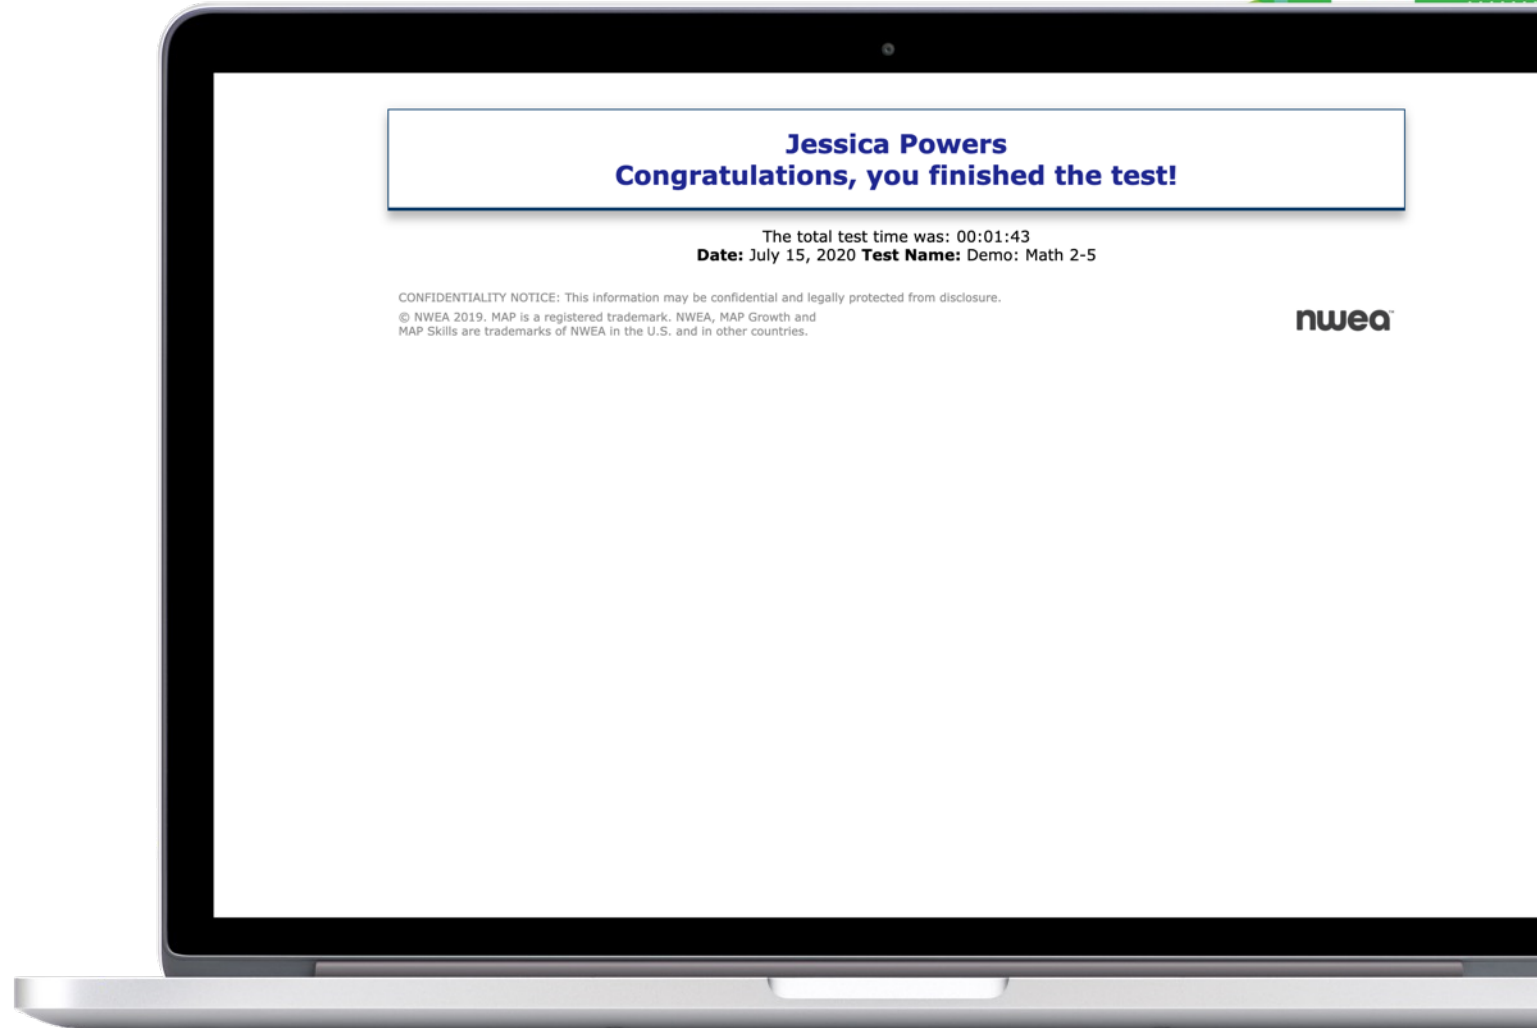 Jessica Powers
Congratulations, you finished the test!
The total test time was: 00:01:43
Date: July 15, 2020 Test Name: Demo: Math 2-5
CONFIDENTIALITY NOTICE: This information may be confidential and legally protected from disclosure.
© NWEA 2019. MAP is a registered trademark. NWEA, MAP Growth and
MAP Skills are trademarks of NWEA in the U.S. and in other countries.
nwea